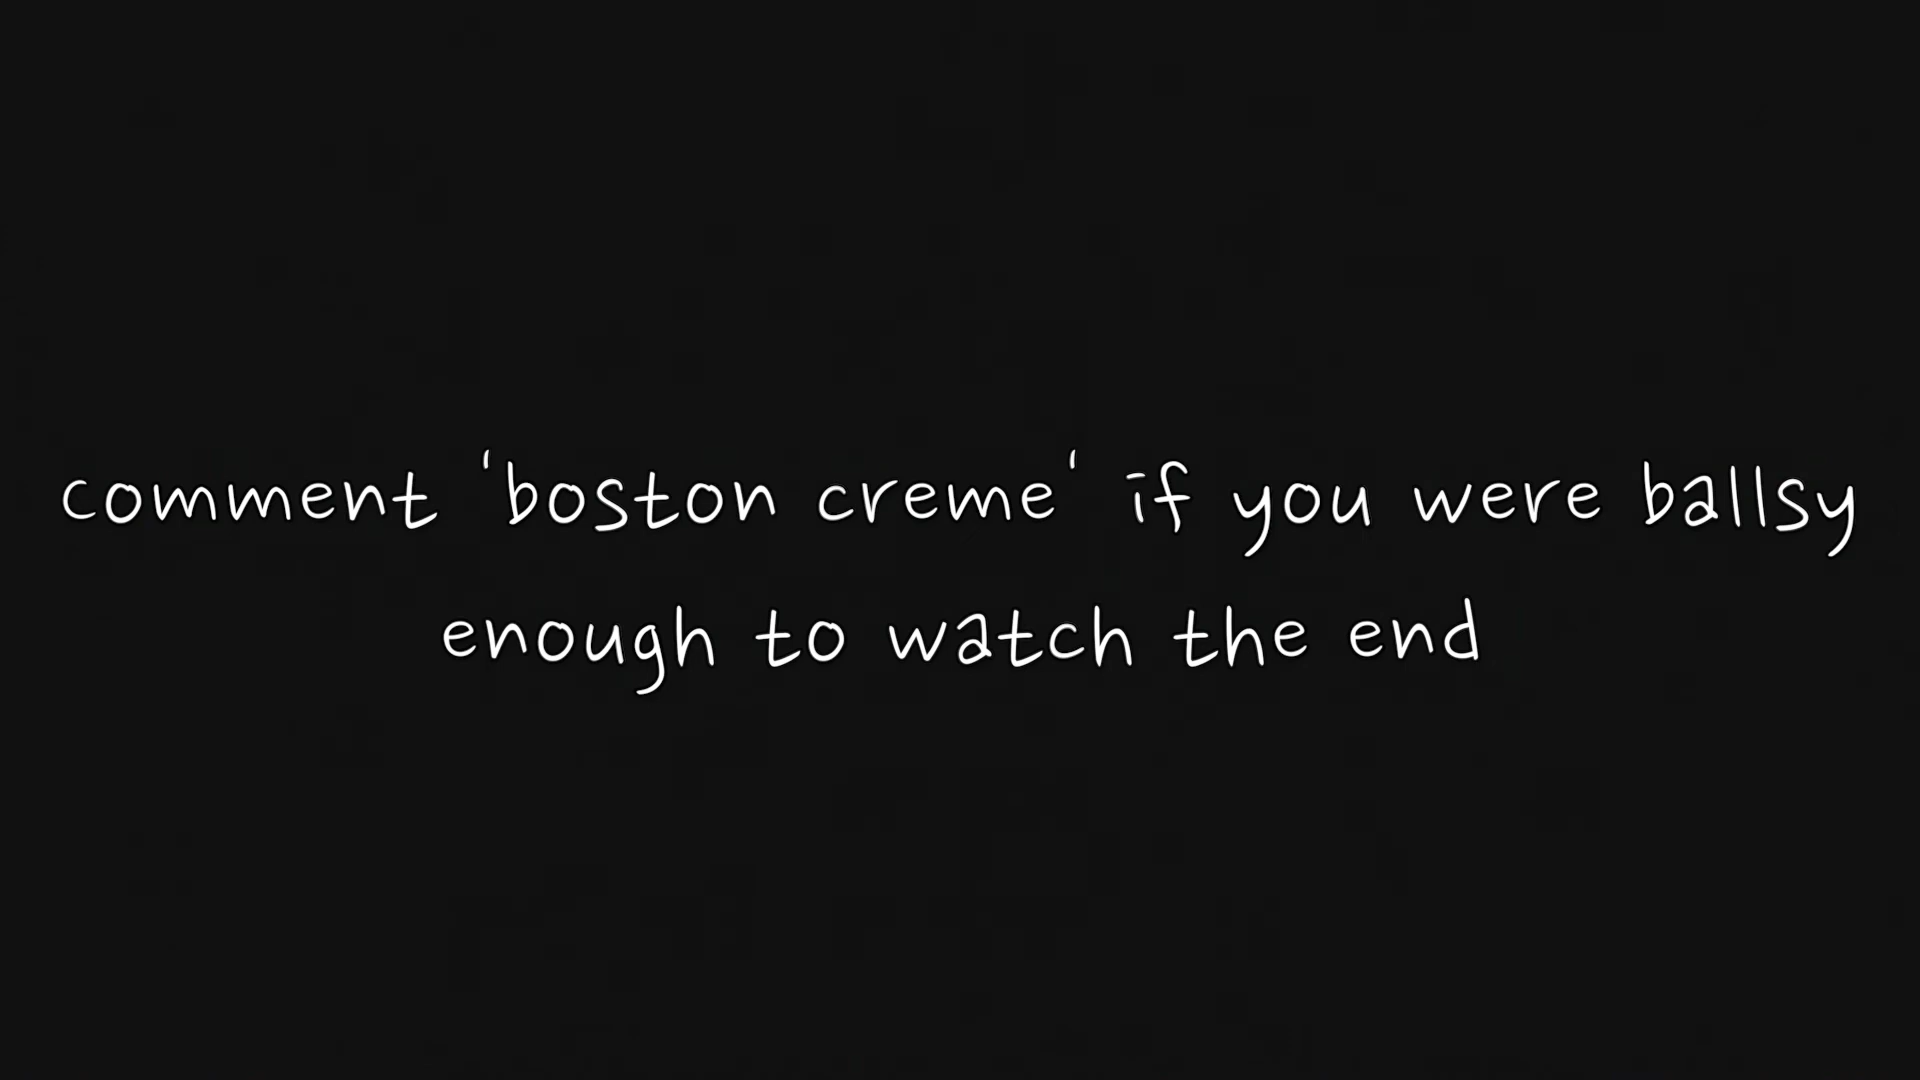 comment 'boston creme' if you were ballsy
enough to watch the end